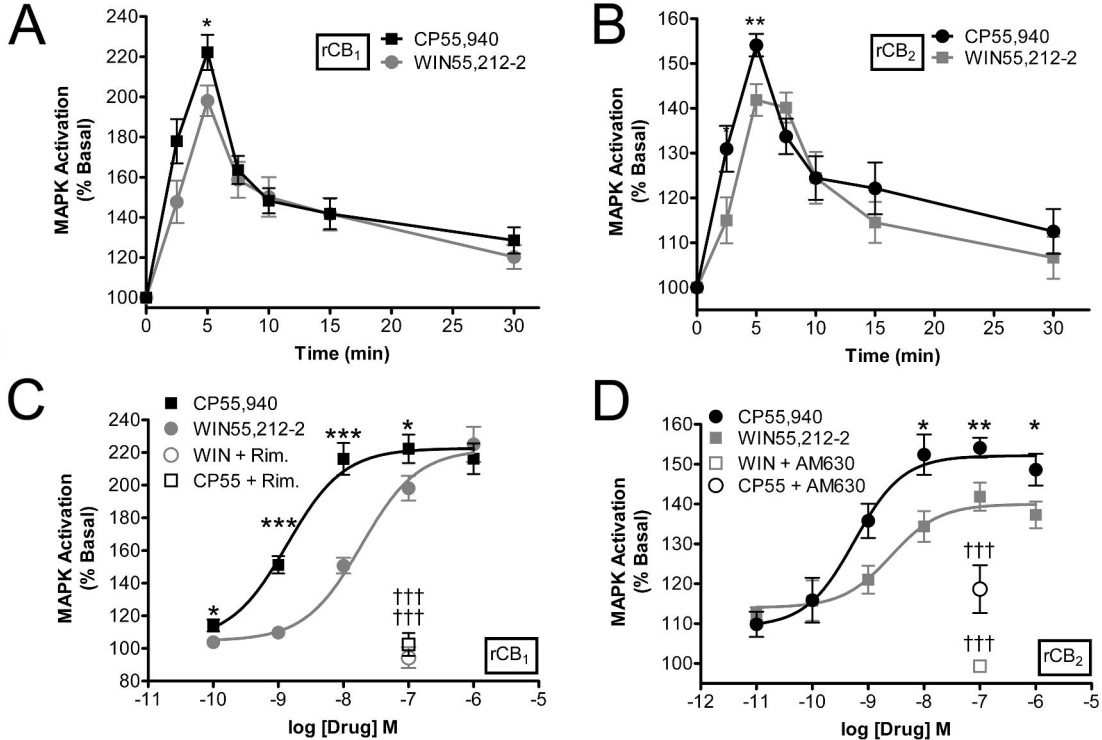 A
240
220
200
180
160
140
120
100
0 5 10 15 20 25 30
MAPK Activation
(% Basal)
Time (min)
*
rCB1
CP55,940
WIN55,212-2
B
160
150
140
130
120
110
100
0 5 10 15 20 25 30
MAPK Activation
(% Basal)
Time (min)
**
*
rCB2
CP55,940
WIN55,212-2
C
CP55,940
WIN55,212-2
WIN + Rim.
CP55 + Rim.
240
220
200
180
160
140
120
100
80
-11 -10 -9 -8 -7 -6 -5
MAPK Activation
(% Basal)
log [Drug] M
*
***
***
*
†††
†††
rCB1
D
CP55,940
WIN55,212-2
WIN + AM630
CP55 + AM630
160
150
140
130
120
110
100
-12 -11 -10 -9 -8 -7 -6 -5
MAPK Activation
(% Basal)
log [Drug] M
* ** *
†††
†††
rCB2